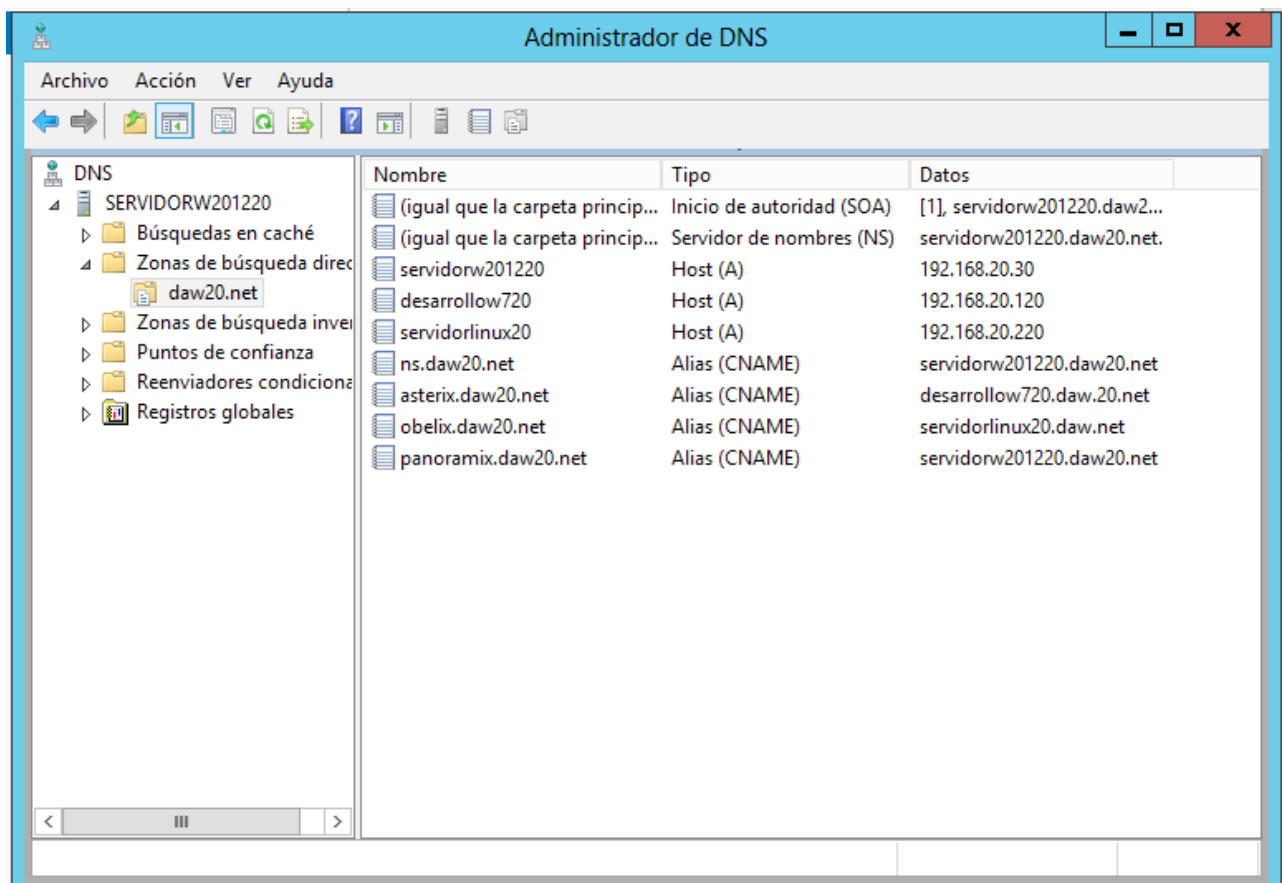 Administrador de DNS
Archivo Acción Ver Ayuda
DNS
SERVIDORW201220
Búsquedas en caché
Zonas de búsqueda direc
daw20.net
Zonas de búsqueda inver
Puntos de confianza
Reenviadores condiciona
Registros globales
Nombre Tipo Datos
(igual que la carpeta princip... Inicio de autoridad (SOA) [1], servidorw201220.daw2...
(igual que la carpeta princip... Servidor de nombres (NS) servidorw201220.daw20.net.
servidorw201220 Host (A) 192.168.20.30
desarrollow720 Host (A) 192.168.20.120
servidorlinux20 Host (A) 192.168.20.220
ns.daw20.net Alias (CNAME) servidorw201220.daw20.net
asterix.daw20.net Alias (CNAME) desarrollow720.daw.20.net
obelix.daw20.net Alias (CNAME) servidorlinux20.daw.net
panoramix.daw20.net Alias (CNAME) servidorw201220.daw20.net